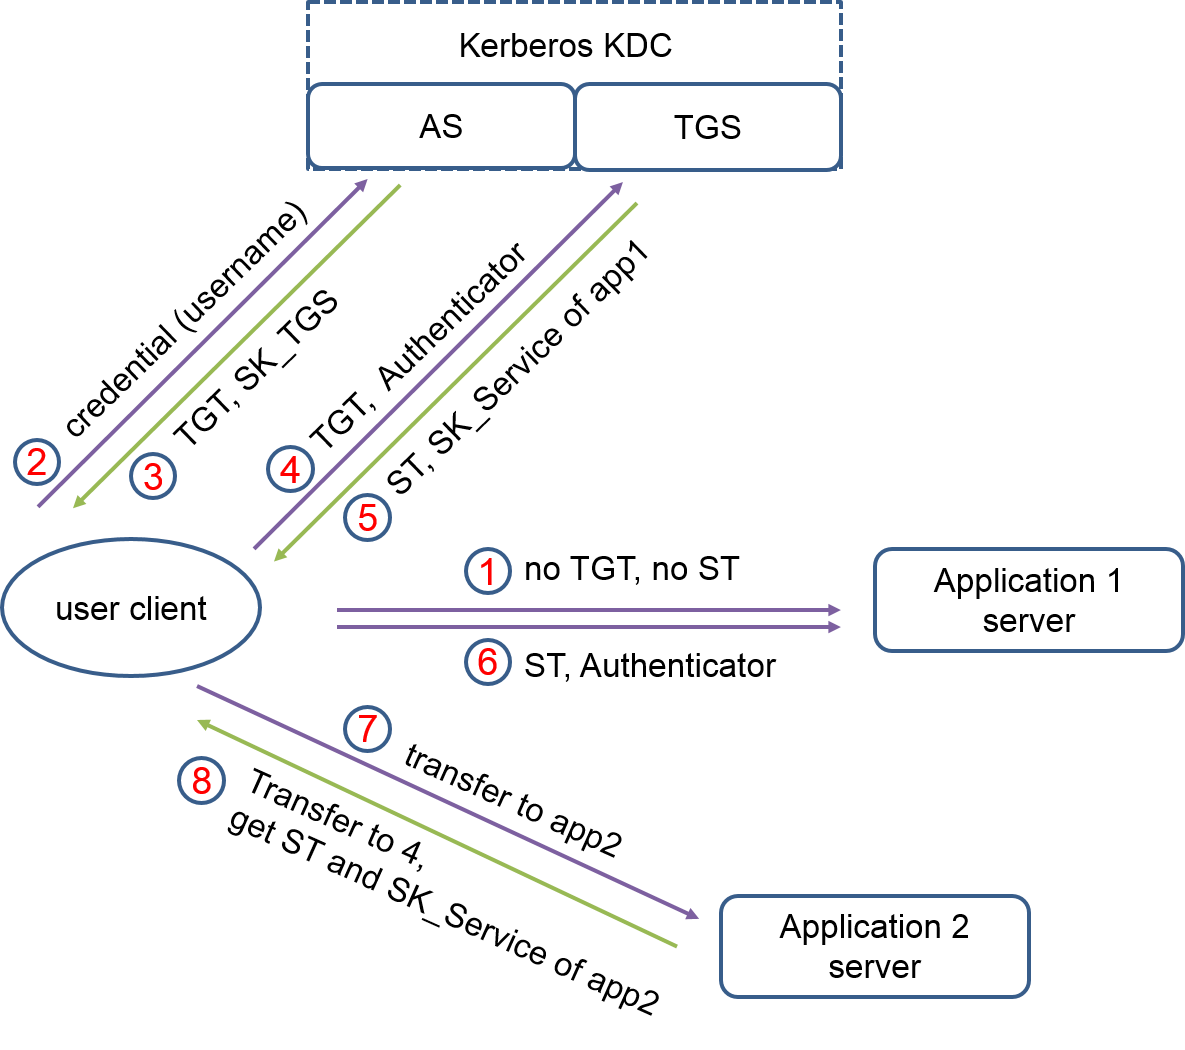 Kerberos KDC
AS
TGS
credential (username)
2
TGT, SK_TGS
3
TGT, Authenticator
4
ST, SK_Service of app1
5
user client
1
no TGT, no ST
6
ST, Authenticator
Application 1
server
7
transfer to app2
8
Transfer to 4,
get ST and SK_Service of app2
Application 2
server